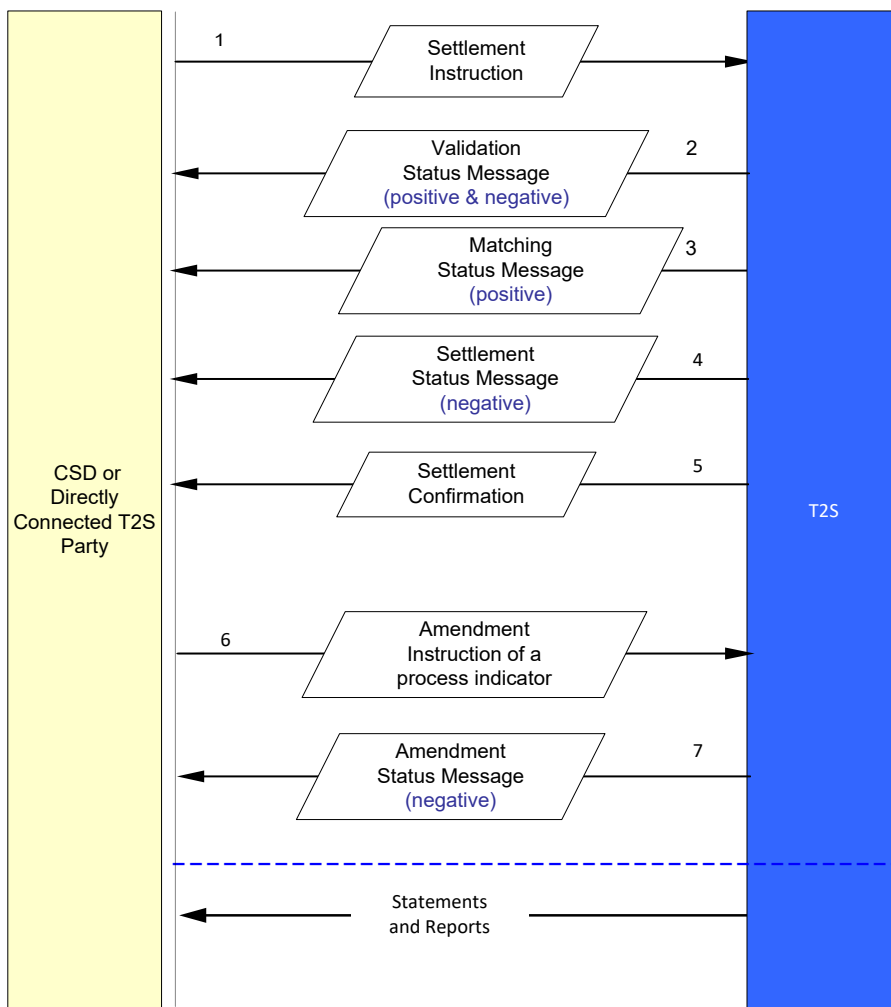 1
Settlement
Instruction
Validation
Status Message
(positive & negative)
2
Matching
Status Message
(positive)
3
Settlement
Status Message
(negative)
4
Settlement
Confirmation
5
CSD or
Directly
Connected T2S
Party
T2S
6
Amendment
Instruction of a
process indicator
Amendment
Status Message
(negative)
7
Statements
and Reports